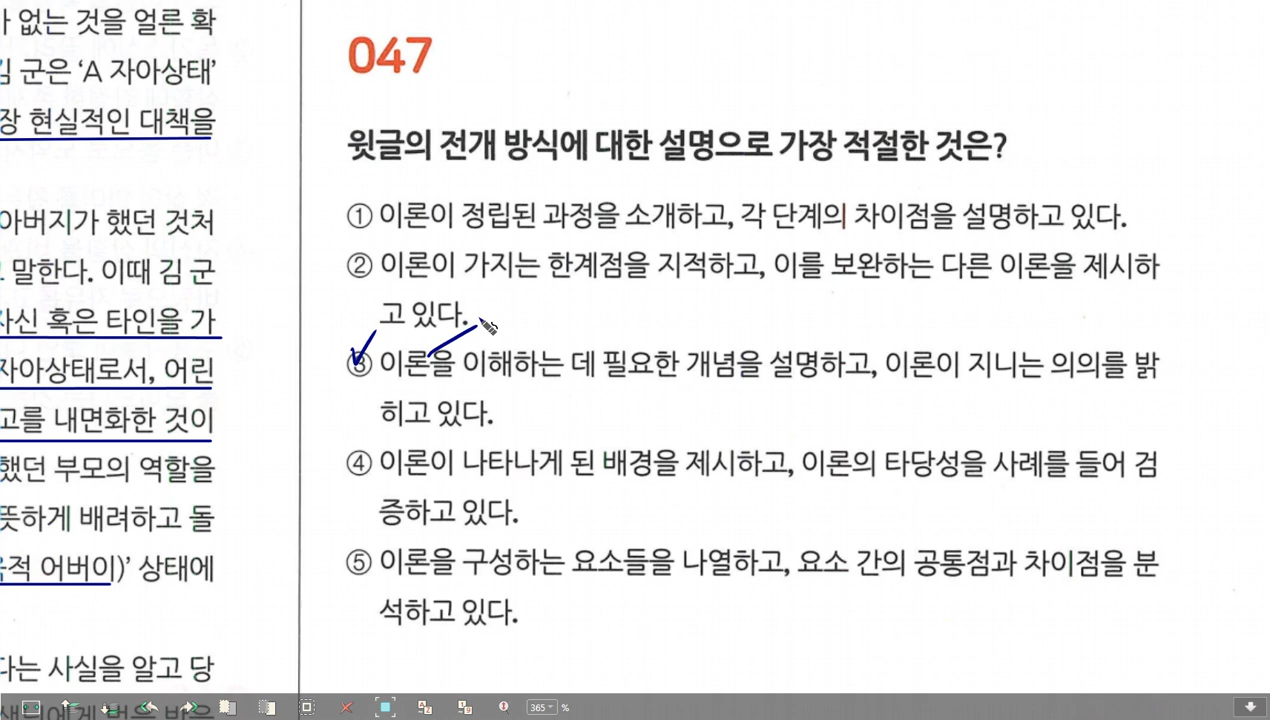 가 없는 것을 얼른 확
김 군은 ‘A 자아상태’
장 현실적인 대책을
아버지가 했던 것처
말한다. 이때 김 군
자신 혹은 타인을 가
자아상태로서, 어린
고를 내면화한 것이
했던 부모의 역할을
뜻하게 배려하고 돌
적 어버이)’ 상태에
다는 사실을 알고 당
047
윗글의 전개 방식에 대한 설명으로 가장 적절한 것은?
① 이론이 정립된 과정을 소개하고, 각 단계의 차이점을 설명하고 있다.
② 이론이 가지는 한계점을 지적하고, 이를 보완하는 다른 이론을 제시하
고 있다.
③ 이론을 이해하는 데 필요한 개념을 설명하고, 이론이 지니는 의의를 밝
히고 있다.
④ 이론이 나타나게 된 배경을 제시하고, 이론의 타당성을 사례를 들어 검
증하고 있다.
⑤ 이론을 구성하는 요소들을 나열하고, 요소 간의 공통점과 차이점을 분
석하고 있다.
365 %